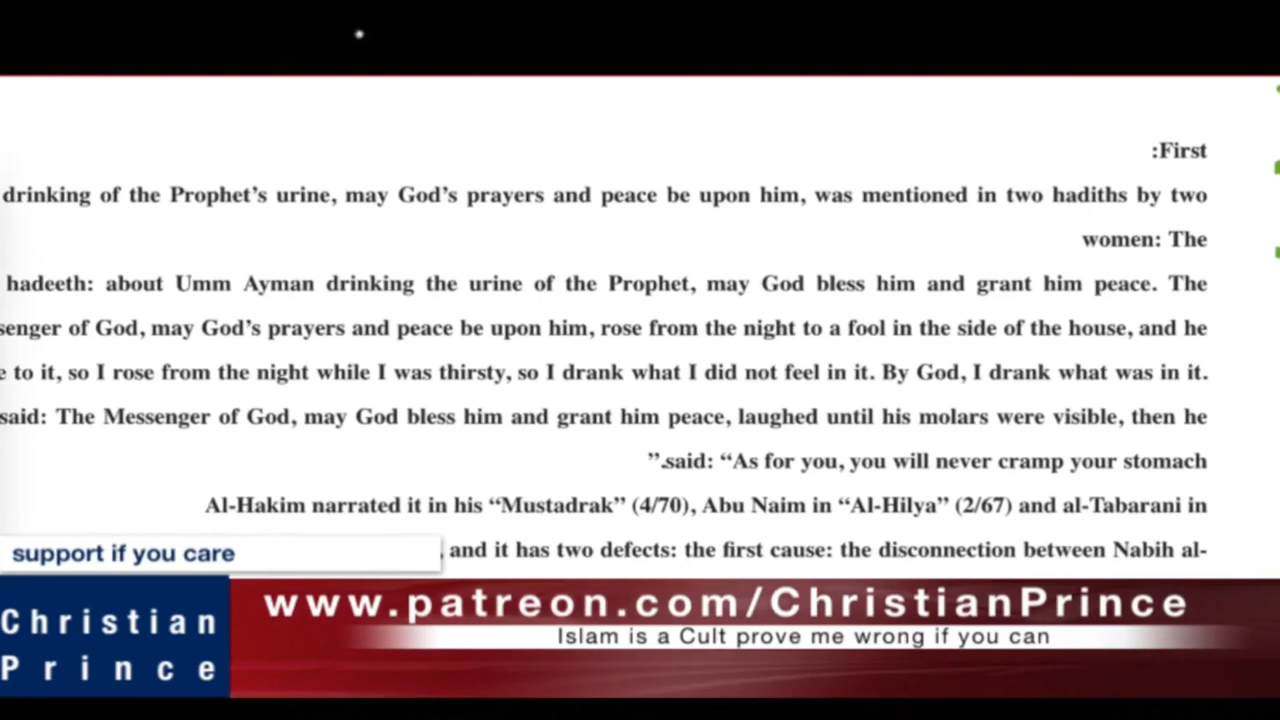 :First
drinking of the Prophet’s urine, may God’s prayers and peace be upon him, was mentioned in two hadiths by two
women: The
hadeeth: about Umm Ayman drinking the urine of the Prophet, may God bless him and grant him peace. The
senger of God, may God’s prayers and peace be upon him, rose from the night to a fool in the side of the house, and he
e to it, so I rose from the night while I was thirsty, so I drank what I did not feel in it. By God, I drank what was in it.
said: The Messenger of God, may God bless him and grant him peace, laughed until his molars were visible, then he
”.said: “As for you, you will never cramp your stomach
Al-Hakim narrated it in his “Mustadrak” (4/70), Abu Naim in “Al-Hilya” (2/67) and al-Tabarani in
, and it has two defects: the first cause: the disconnection between Nabih al-
support if you care
Christian
Prince
www.patreon.com/ChristianPrince
Islam is a Cult prove me wrong if you can